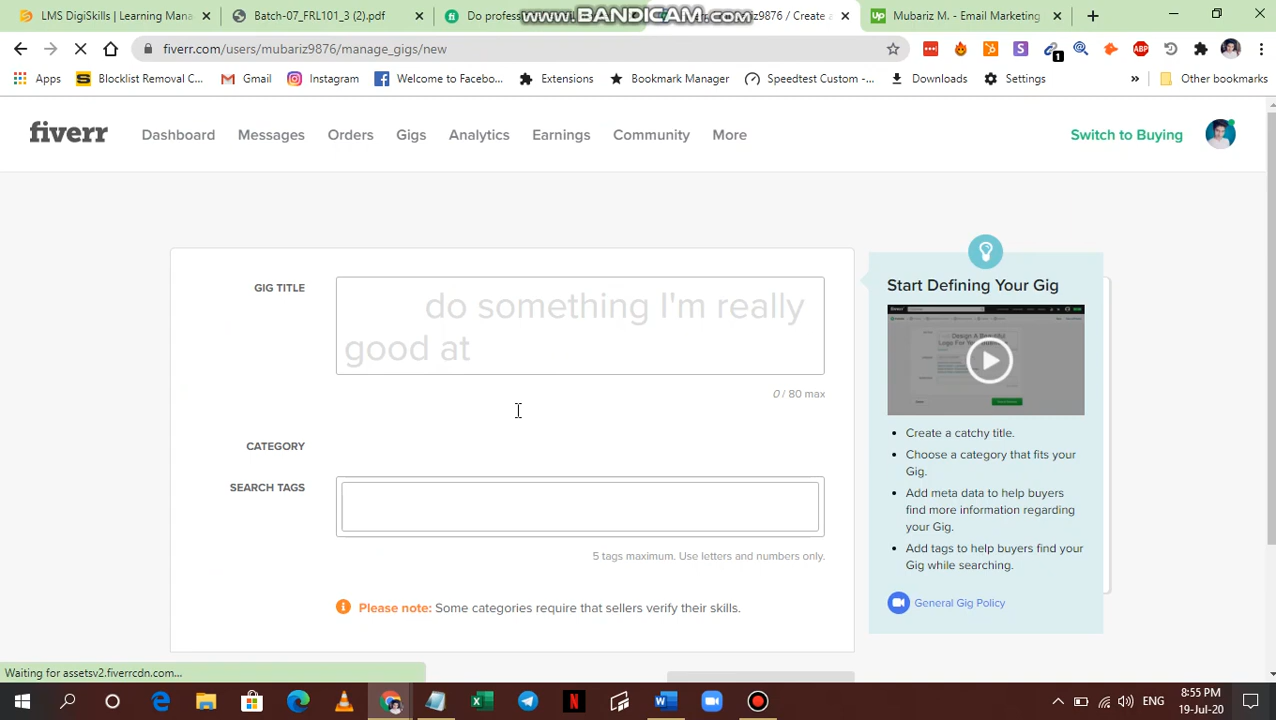 LMS DigiSkills | Learning Mana
Batch-07_FRL101_3 (2).pdf
Do profess
www.BANDICAM.com
iz9876 / Create a
Mubariz M. - Email Marketing
fiverr.com/users/mubariz9876/manage_gigs/new
Apps
Blocklist Removal C...
Gmail
Instagram
Welcome to Facebo...
Extensions
Bookmark Manager
Speedtest Custom -...
Downloads
Settings
»
Other bookmarks
fiverr
Dashboard
Messages
Orders
Gigs
Analytics
Earnings
Community
More
Switch to Buying
GIG TITLE
do something I'm really
good at
0 / 80 max
CATEGORY
SEARCH TAGS
5 tags maximum. Use letters and numbers only.
Please note: Some categories require that sellers verify their skills.
Start Defining Your Gig
• Create a catchy title.
• Choose a category that fits your
Gig.
• Add meta data to help buyers
find more information regarding
your Gig.
• Add tags to help buyers find your
Gig while searching.
General Gig Policy
Waiting for assetsv2.fiverrcdn.com...
ENG
8:55 PM
19-Jul-20